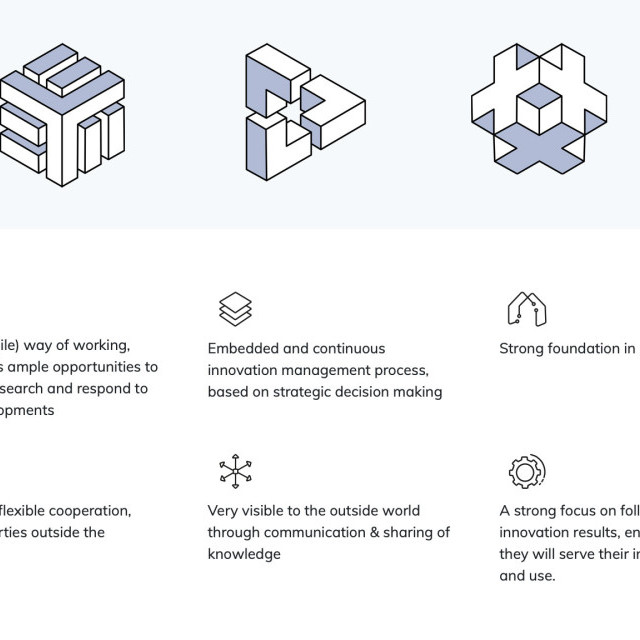 ile) way of working,
s ample opportunities to
search and respond to
opments
Embedded and continuous
innovation management process,
based on strategic decision making
Strong foundation in
flexible cooperation,
rties outside the
Very visible to the outside world
through communication & sharing of
knowledge
A strong focus on foll
innovation results, en
they will serve their i
and use.